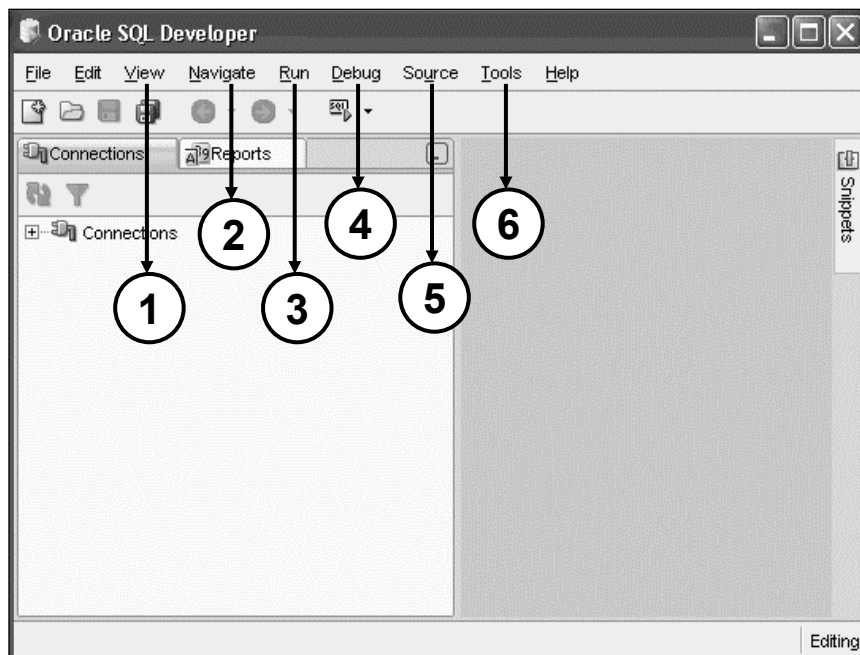 Oracle SQL Developer
File Edit View Navigate Run Debug Source Tools Help
SQL
Connections Reports
Snippets
Connections
2
4
6
1
3
5
Editing